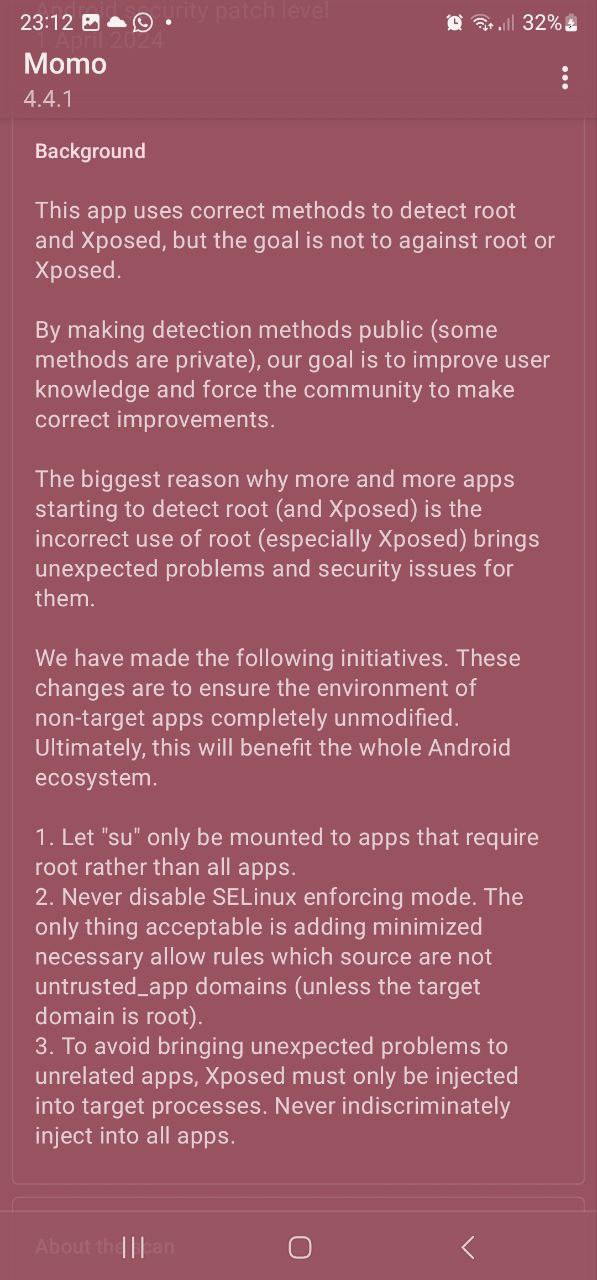 Android security patch level
23:12
32%
1 April 2024
Momo
4.4.1
Background
This app uses correct methods to detect root
and Xposed, but the goal is not to against root or
Xposed.
By making detection methods public (some
methods are private), our goal is to improve user
knowledge and force the community to make
correct improvements.
The biggest reason why more and more apps
starting to detect root (and Xposed) is the
incorrect use of root (especially Xposed) brings
unexpected problems and security issues for
them.
We have made the following initiatives. These
changes are to ensure the environment of
non-target apps completely unmodified.
Ultimately, this will benefit the whole Android
ecosystem.
1. Let "su" only be mounted to apps that require
root rather than all apps.
2. Never disable SELinux enforcing mode. The
only thing acceptable is adding minimized
necessary allow rules which source are not
untrusted_app domains (unless the target
domain is root).
3. To avoid bringing unexpected problems to
unrelated apps, Xposed must only be injected
into target processes. Never indiscriminately
inject into all apps.
About the scan